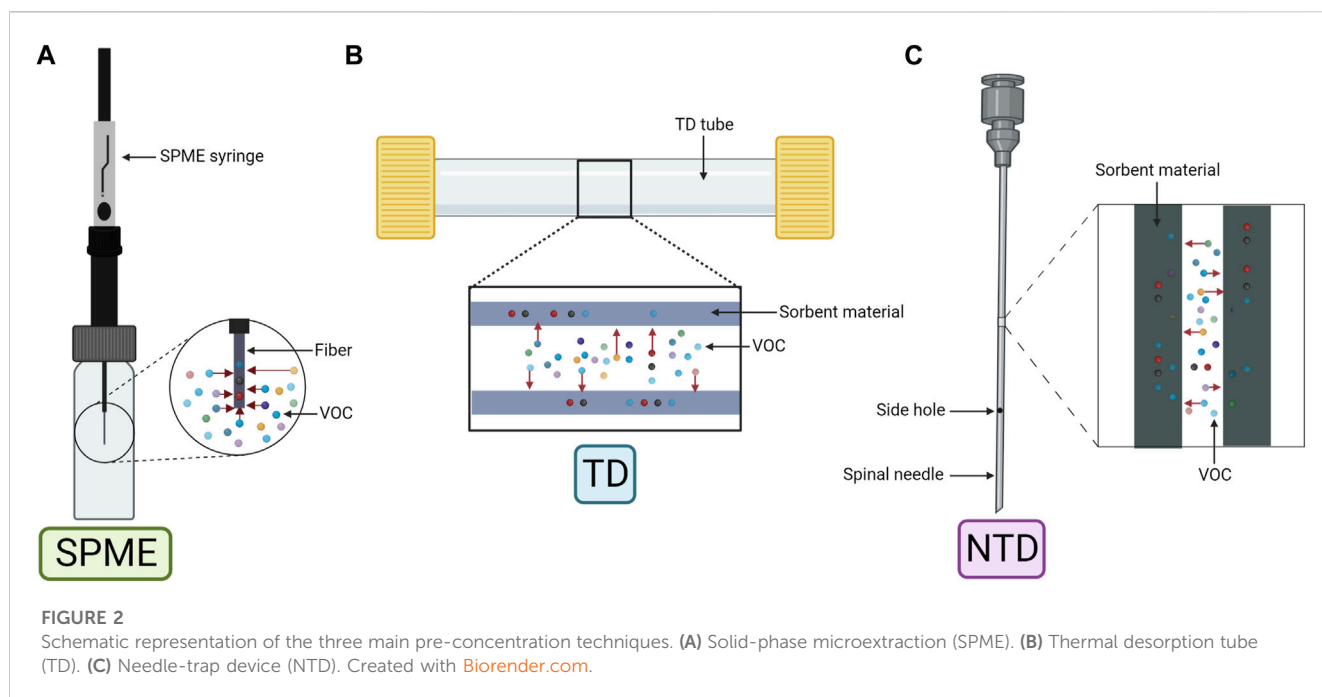 A
SPME syringe
Fiber
VOC
SPME
B
TD tube
Sorbent material
VOC
TD
C
Sorbent material
Side hole
Spinal needle
VOC
NTD
FIGURE 2
Schematic representation of the three main pre-concentration techniques. (A) Solid-phase microextraction (SPME). (B) Thermal desorption tube
(TD). (C) Needle-trap device (NTD). Created with Biorender.com.